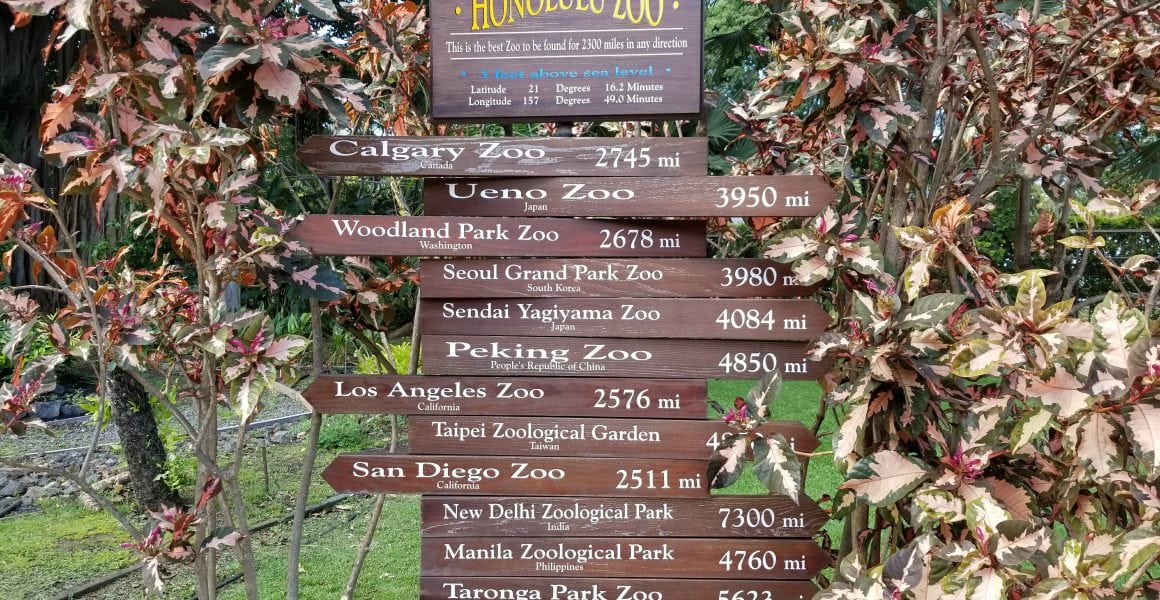 • HONOLULU ZOO •
This is the best Zoo to be found for 2300 miles in any direction
• 3 feet above sea level •
Latitude 21 Degrees 16.2 Minutes
Longitude 157 Degrees 49.0 Minutes
Calgary Zoo 2745 mi
Canada
Ueno Zoo 3950 mi
Japan
Woodland Park Zoo 2678 mi
Washington
Seoul Grand Park Zoo 3980
South Korea
Sendai Yagiyama Zoo 4084 mi
Japan
Peking Zoo 4850 mi
People's Republic of China
Los Angeles Zoo 2576 mi
California
Taipei Zoological Garden mi
Taiwan
San Diego Zoo 2511 mi
California
New Delhi Zoological Park 7300 mi
India
Manila Zoological Park 4760 mi
Philippines
Taronga Park Zoo 5623 mi